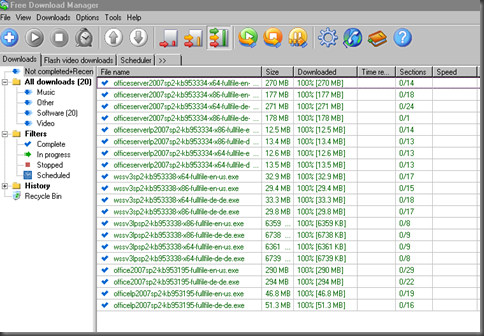 Free Download Manager
File View Downloads Options Tools Help
Downloads Flash video downloads Scheduler >>
Not completed+Recen
All downloads (20)
Music
Other
Software (20)
Video
Filters
Complete
In progress
Stopped
Scheduled
History
Recycle Bin
File name Size Downloaded Time re... Sections Speed
officeserver2007sp2-kb953334-x64-fullfile-en- 270 MB 100% [270 MB] 0/14
officeserver2007sp2-kb953334-x86-fullfile-en-... 177 MB 100% [177 MB] 0/18
officeserver2007sp2-kb953334-x64-fullfile-de-... 271 MB 100% [271 MB] 0/24
officeserver2007sp2-kb953334-x86-fullfile-de-... 178 MB 100% [178 MB] 0/1
officeserverlp2007sp2-kb953334-x86-fullfile-e... 12.5 MB 100% [12.5 MB] 0/14
officeserverlp2007sp2-kb953334-x64-fullfile-d... 13.4 MB 100% [13.4 MB] 0/13
officeserverlp2007sp2-kb953334-x86-fullfile-d... 12.6 MB 100% [12.6 MB] 0/13
officeserverlp2007sp2-kb953334-x64-fullfile-e... 13.5 MB 100% [13.5 MB] 0/13
wssv3sp2-kb953338-x64-fullfile-en-us.exe 32.9 MB 100% [32.9 MB] 0/17
wssv3sp2-kb953338-x86-fullfile-en-us.exe 29.4 MB 100% [29.4 MB] 0/15
wssv3sp2-kb953338-x64-fullfile-de-de.exe 33.3 MB 100% [33.3 MB] 0/18
wssv3sp2-kb953338-x86-fullfile-de-de.exe 29.8 MB 100% [29.8 MB] 0/17
wssv3lpsp2-kb953338-x86-fullfile-en-us.exe 6359 ... 100% [6359 KB] 0/8
wssv3lpsp2-kb953338-x64-fullfile-en-us.exe 6738 ... 100% [6738 KB] 0/9
wssv3lpsp2-kb953338-x86-fullfile-de-de.exe 6361 ... 100% [6361 KB] 0/9
wssv3lpsp2-kb953338-x64-fullfile-de-de.exe 6739 ... 100% [6739 KB] 0/8
office2007sp2-kb953195-fullfile-en-us.exe 290 MB 100% [290 MB] 0/29
office2007sp2-kb953195-fullfile-de-de.exe 294 MB 100% [294 MB] 0/22
officelp2007sp2-kb953195-fullfile-en-us.exe 46.8 MB 100% [46.8 MB] 0/19
officelp2007sp2-kb953195-fullfile-de-de.exe 51.3 MB 100% [51.3 MB] 0/16